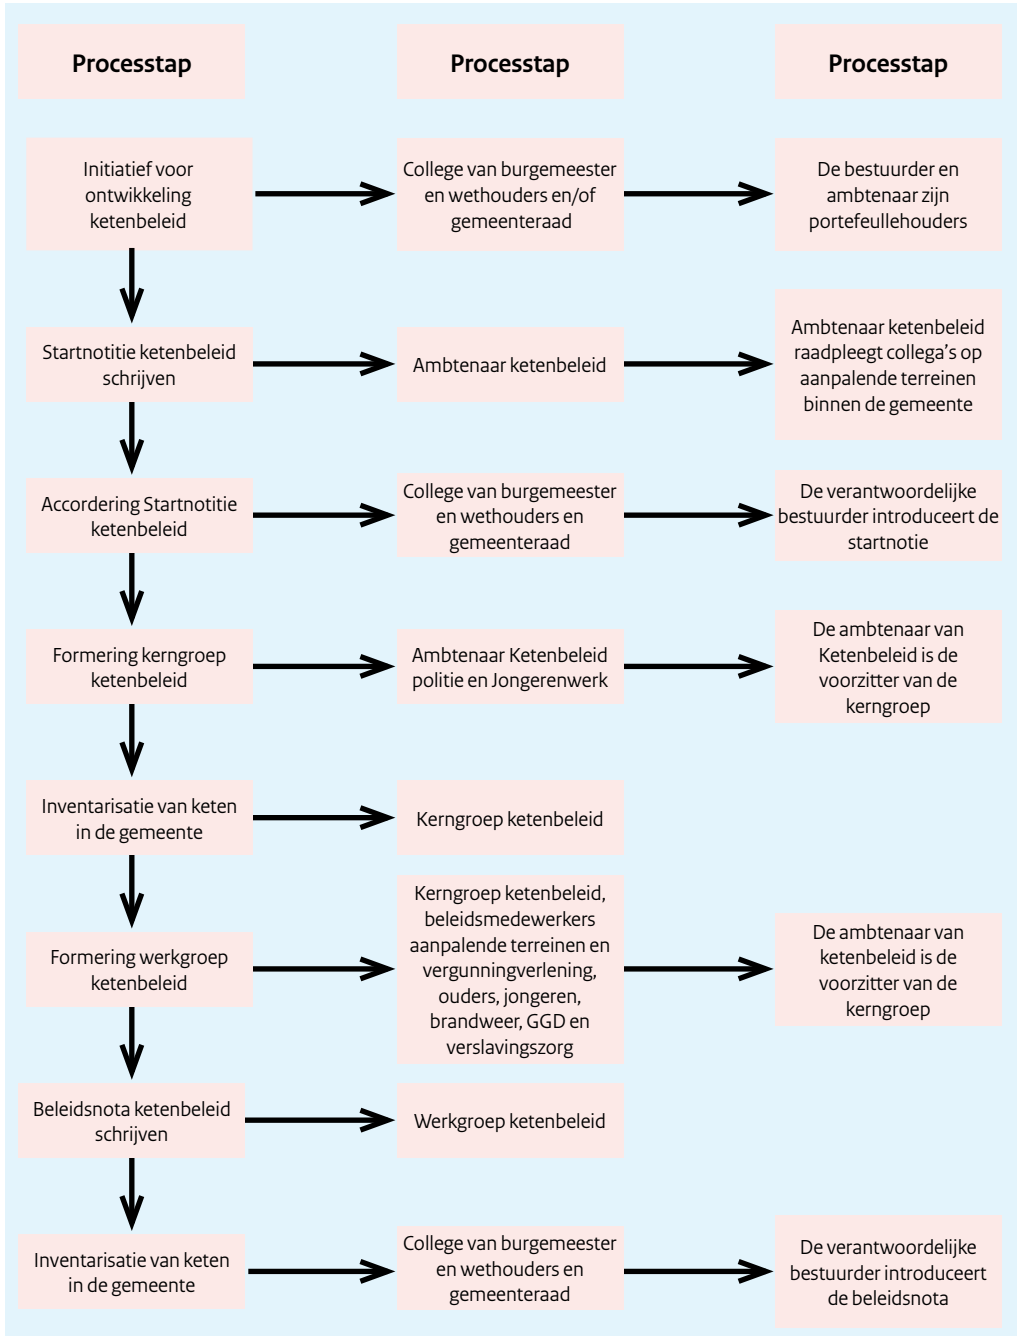 Processtap
Processtap
Processtap
Initiatief voor
ontwikkeling
ketenbeleid
College van burgemeester
en wethouders en/of
gemeenteraad
De bestuurder en
ambtenaar zijn
portefeullehouders
Startnotitie ketenbeleid
schrijven
Ambtenaar ketenbeleid
Ambtenaar ketenbeleid
raadpleegt collega's op
aanpalende terreinen
binnen de gemeente
Accordering Startnotitie
ketenbeleid
College van burgemeester
en wethouders en
gemeenteraad
De verantwoordelijke
bestuurder introduceert de
startnotie
Formering kerngoep
ketenbeleid
Ambtenaar Ketenbeleid
politie en Jongerenwerk
De ambtenaar van
Ketenbeleid is de
voorzitter van de
kerngroep
Inventarisatie van keten
in de gemeente
Kerngroep ketenbeleid
Formering werkgroep
ketenbeleid
Kerngroep ketenbeleid,
beleidsmedewerkers
aanpalende terreinen en
vergunningverlening,
ouders, jongeren,
brandweer, GGD en
verslavingszorg
De ambtenaar van
ketenbeleid is de
voorzitter van de
kerngroep
Beleidsnota ketenbeleid
schrijven
Werkgroep ketenbeleid
Inventarisatie van keten
in de gemeente
College van burgemeester
en wethouders en
gemeenteraad
De verantwoordelijke
bestuurder introduceert
de beleidsnota